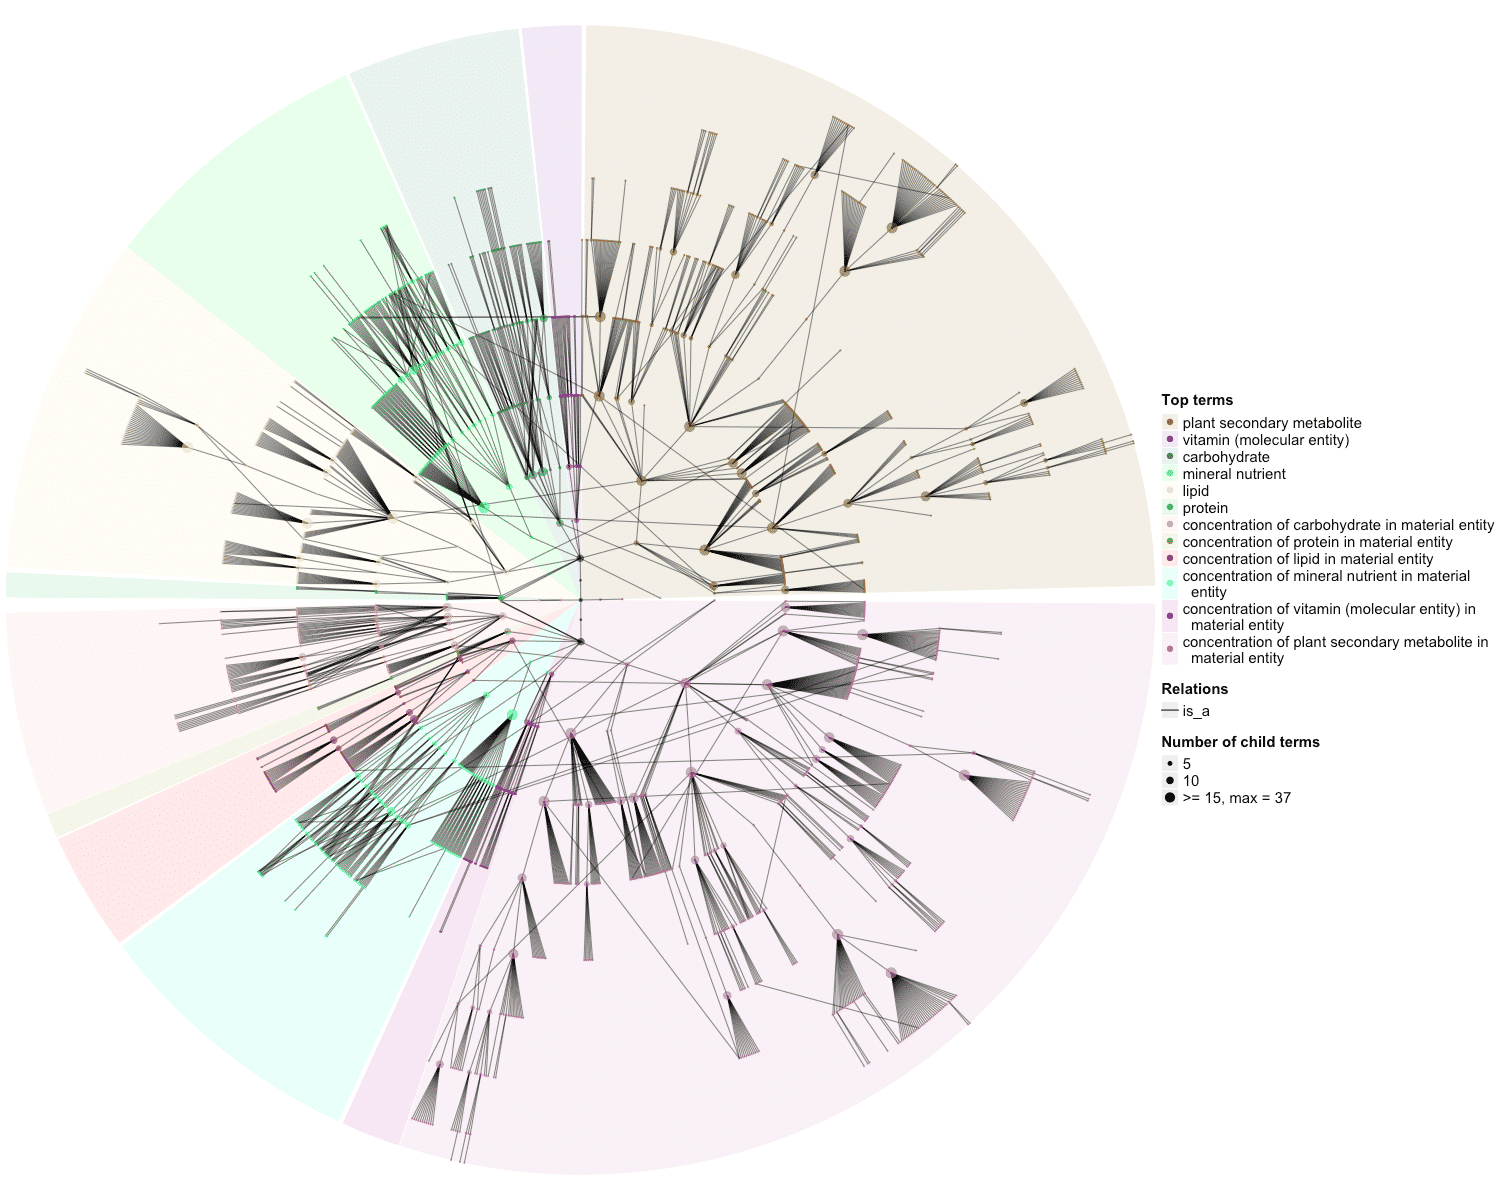 Top terms
plant secondary metabolite
vitamin (molecular entity)
carbohydrate
mineral nutrient
lipid
protein
concentration of carbohydrate in material entity
concentration of protein in material entity
concentration of lipid in material entity
concentration of mineral nutrient in material
entity
concentration of vitamin (molecular entity) in
material entity
concentration of plant secondary metabolite in
material entity
Relations
is_a
Number of child terms
5
10
>= 15, max = 37